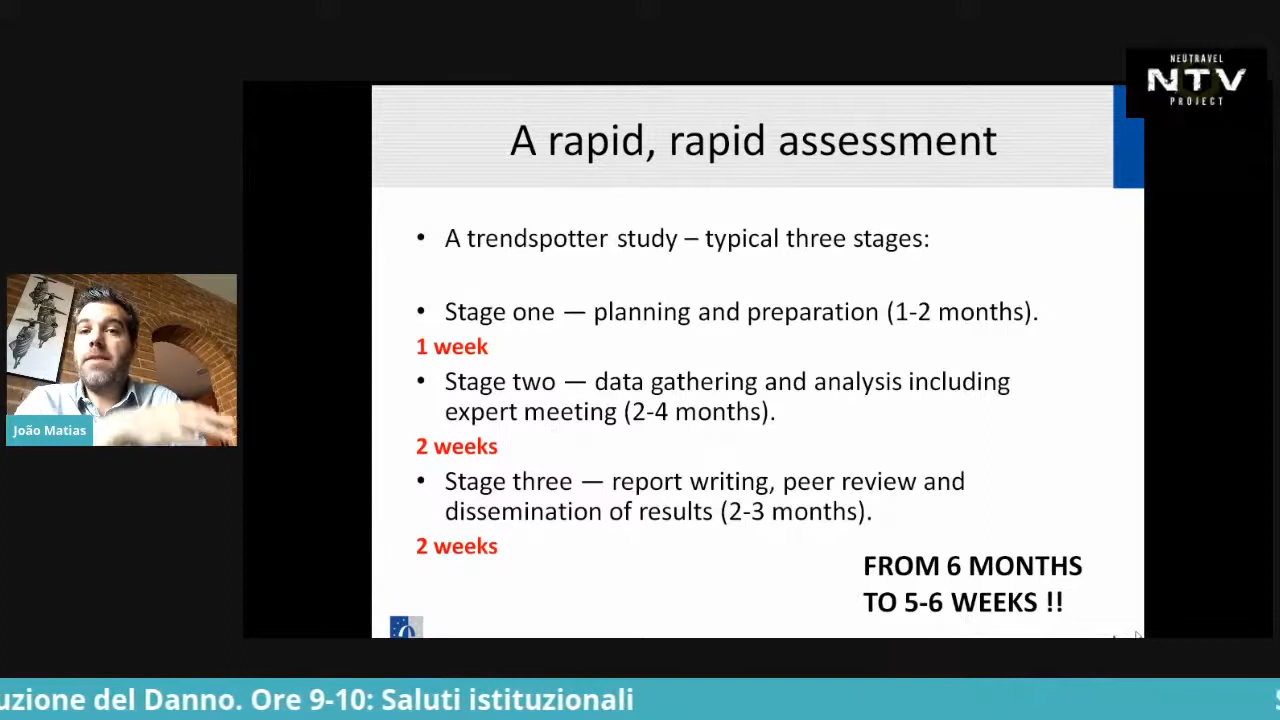 NEUTRAVEL
NTV
PROJECT
A rapid, rapid assessment
• A trendspotter study – typical three stages:
• Stage one — planning and preparation (1-2 months).
1 week
• Stage two — data gathering and analysis including
expert meeting (2-4 months).
2 weeks
• Stage three — report writing, peer review and
dissemination of results (2-3 months).
2 weeks
FROM 6 MONTHS
TO 5-6 WEEKS !!
João Matias
uzione del Danno. Ore 9-10: Saluti istituzionali